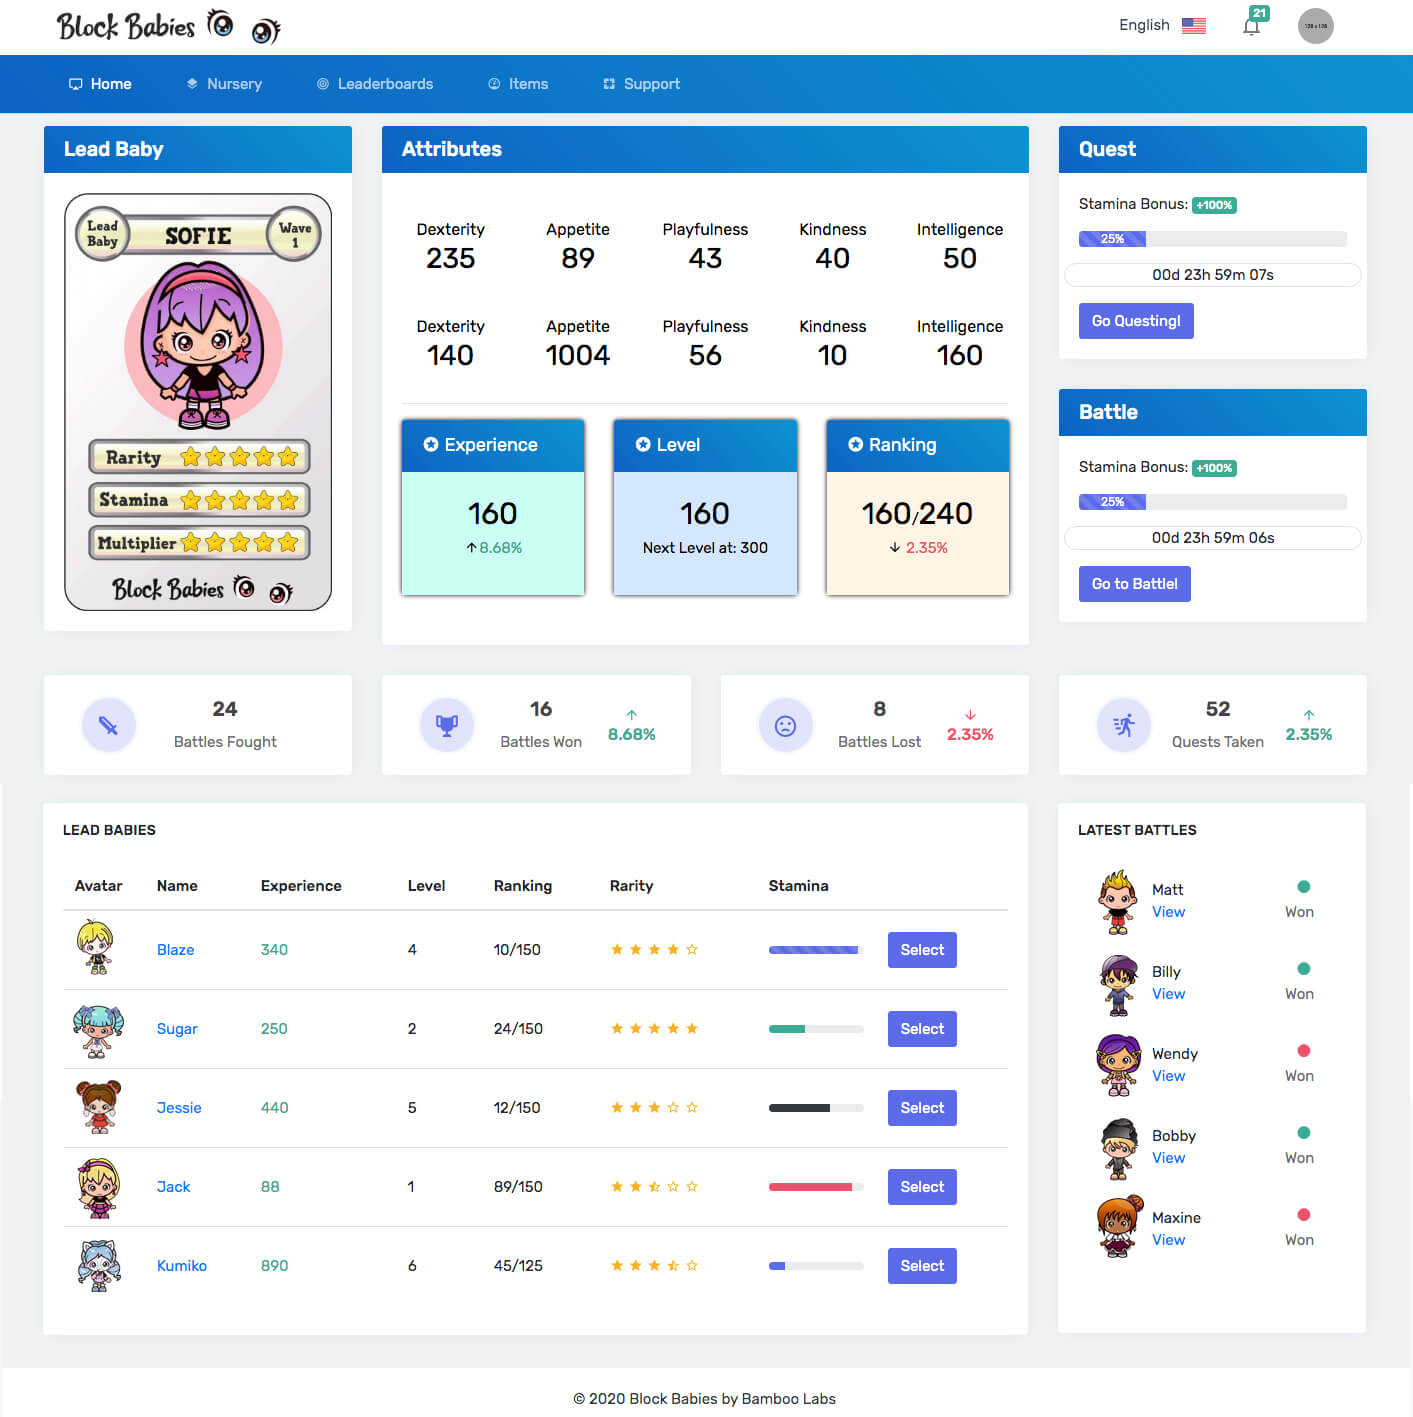 Block Babies
English
21
128 x 128
Home
Nursery
Leaderboards
Items
Support
Lead Baby
Lead Baby
SOFIE
Wave 1
Rarity
Stamina
Multiplier
Block Babies
Attributes
Dexterity Appetite Playfulness Kindness Intelligence
235 89 43 40 50
Dexterity Appetite Playfulness Kindness Intelligence
140 1004 56 10 160
Experience
160
8.68%
Level
160
Next Level at: 300
Ranking
160/240
2.35%
Quest
Stamina Bonus: +100%
25%
00d 23h 59m 07s
Go Questing!
Battle
Stamina Bonus: +100%
25%
00d 23h 59m 06s
Go to Battle!
24
Battles Fought
16
Battles Won
8.68%
8
Battles Lost
2.35%
52
Quests Taken
2.35%
LEAD BABIES
Avatar Name Experience Level Ranking Rarity Stamina
Blaze 340 4 10/150 Select
Sugar 250 2 24/150 Select
Jessie 440 5 12/150 Select
Jack 88 1 89/150 Select
Kumiko 890 6 45/125 Select
LATEST BATTLES
Matt
View Won
Billy
View Won
Wendy
View Won
Bobby
View Won
Maxine
View Won
© 2020 Block Babies by Bamboo Labs